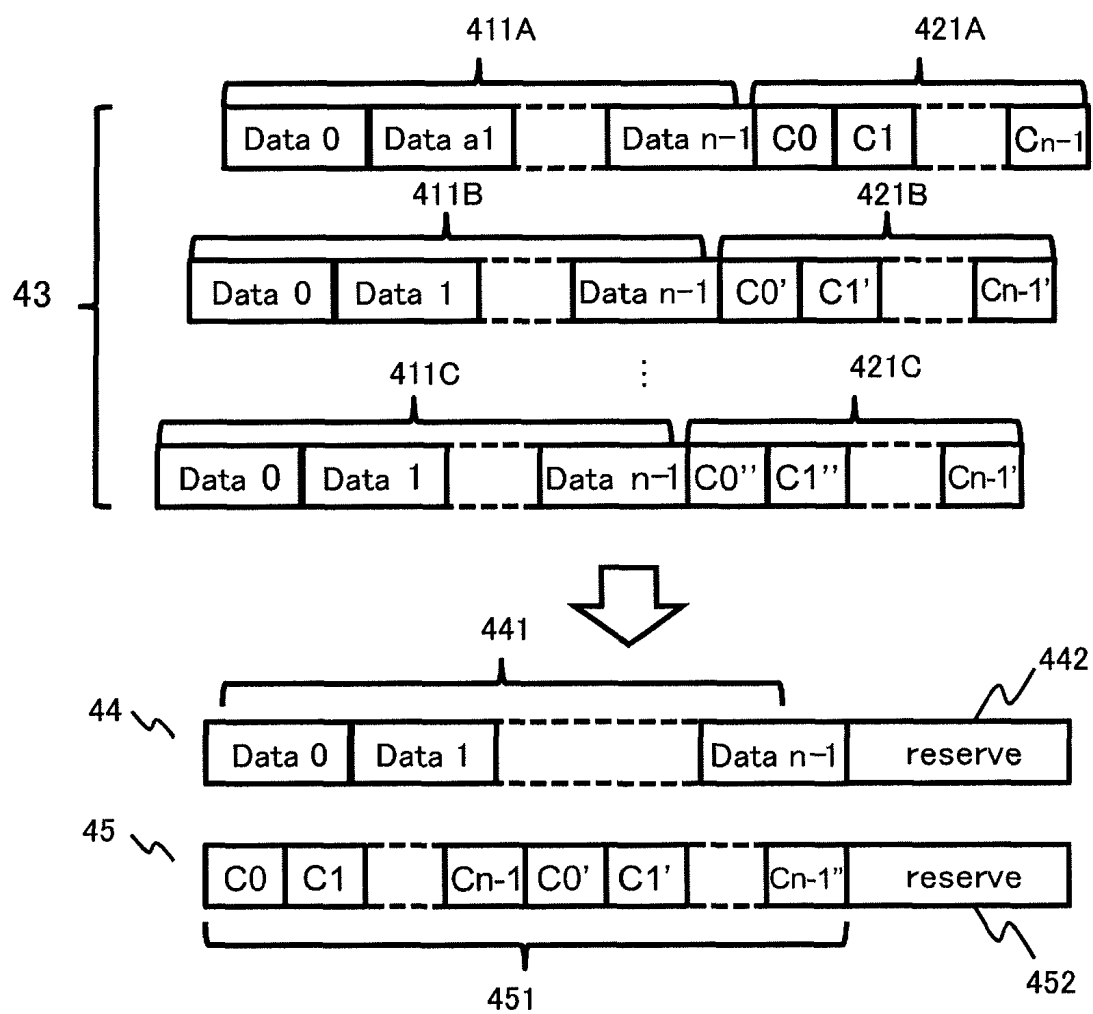 411A 421A
Data 0 Data a1 Data n-1 C0 C1 Cn-1
411B 421B
43
Data 0 Data 1 Data n-1 C0' C1' Cn-1'
411C ⋮ 421C
Data 0 Data 1 Data n-1 C0'' C1'' Cn-1'
441 442
44
Data 0 Data 1 Data n-1 reserve
45
C0 C1 Cn-1 C0' C1' Cn-1" reserve
451 452